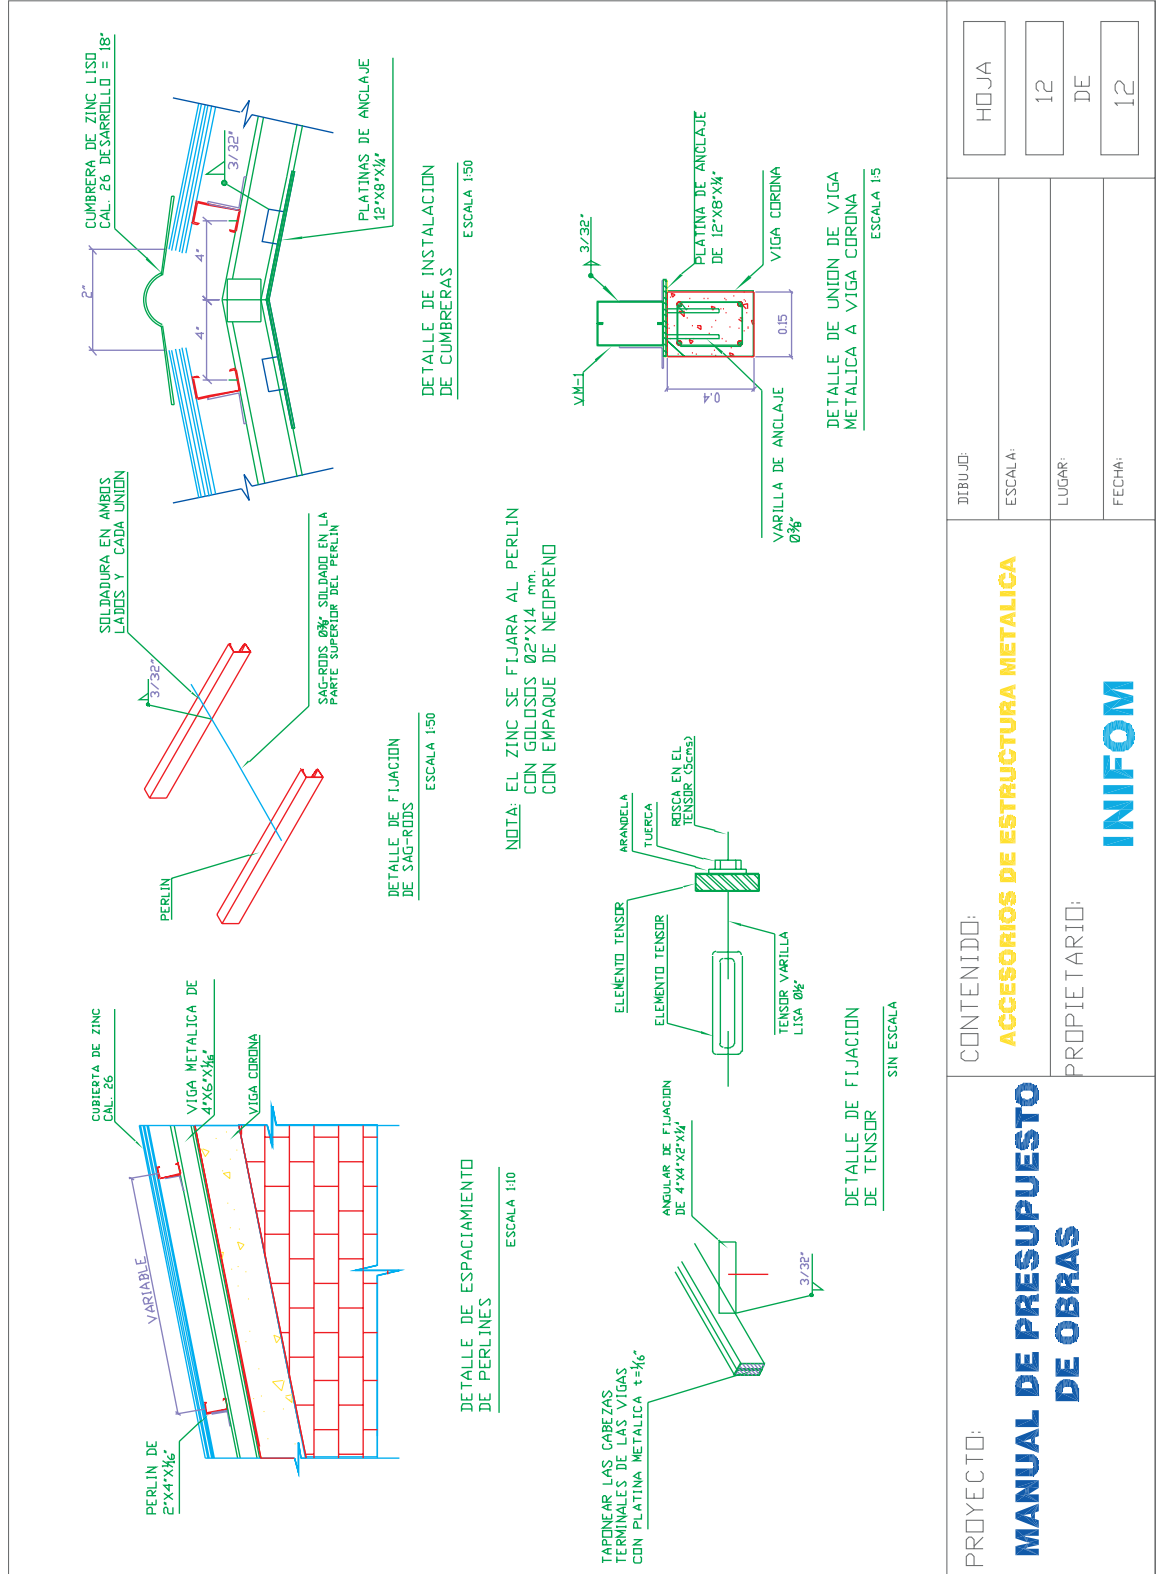 CUBIERTA DE ZINC
CAL. 26
VIGA METALICA DE
4"X6"X1/16"
VIGA CORONA
VARIABLE
PERLIN DE
2"X4"X1/16"
DETALLE DE ESPACIAMIENTO
DE PERLINES
ESCALA 1:10
SOLDADURA EN AMBOS
LADOS Y CADA UNION
3/32"
PERLIN
SAG-RODS Ø3/8" SOLDADO EN LA
PARTE SUPERIOR DEL PERLIN
DETALLE DE FIJACION
DE SAG-RODS
ESCALA 1:50
CUMBRERA DE ZINC LISO
CAL. 26 DESARROLLO = 18"
2"
4"
4"
3/32"
PLATINAS DE ANCLAJE
12"X8"X1/4"
DETALLE DE INSTALACION
DE CUMBRERAS
ESCALA 1:50
NOTA: EL ZINC SE FIJARA AL PERLIN
CON GOLOSOS Ø2"X14 mm.
CON EMPAQUE DE NEOPRENO
TAPONEAR LAS CABEZAS
TERMINALES DE LAS VIGAS
CON PLATINA METALICA t=1/16"
ANGULAR DE FIJACION
DE 4"X4"X2"X1/4"
3/32"
ELEMENTO TENSOR
ELEMENTO TENSOR
ARANDELA
TUERCA
ROSCA EN EL
TENSOR (5cms)
TENSOR VARILLA
LISA Ø1/2"
DETALLE DE FIJACION
DE TENSOR
SIN ESCALA
VM-1
3/32"
PLATINA DE ANCLAJE
DE 12"X8"X1/4"
VIGA CORONA
0.4
0.15
VARILLA DE ANCLAJE
Ø3/8"
DETALLE DE UNION DE VIGA
METALICA A VIGA CORONA
ESCALA 1:5
PROYECTO:
MANUAL DE PRESUPUESTO
DE OBRAS
CONTENIDO:
ACCESORIOS DE ESTRUCTURA METALICA
PROPIETARIO:
INIFOM
DIBUJO:
ESCALA:
LUGAR:
FECHA:
HOJA
12
DE
12